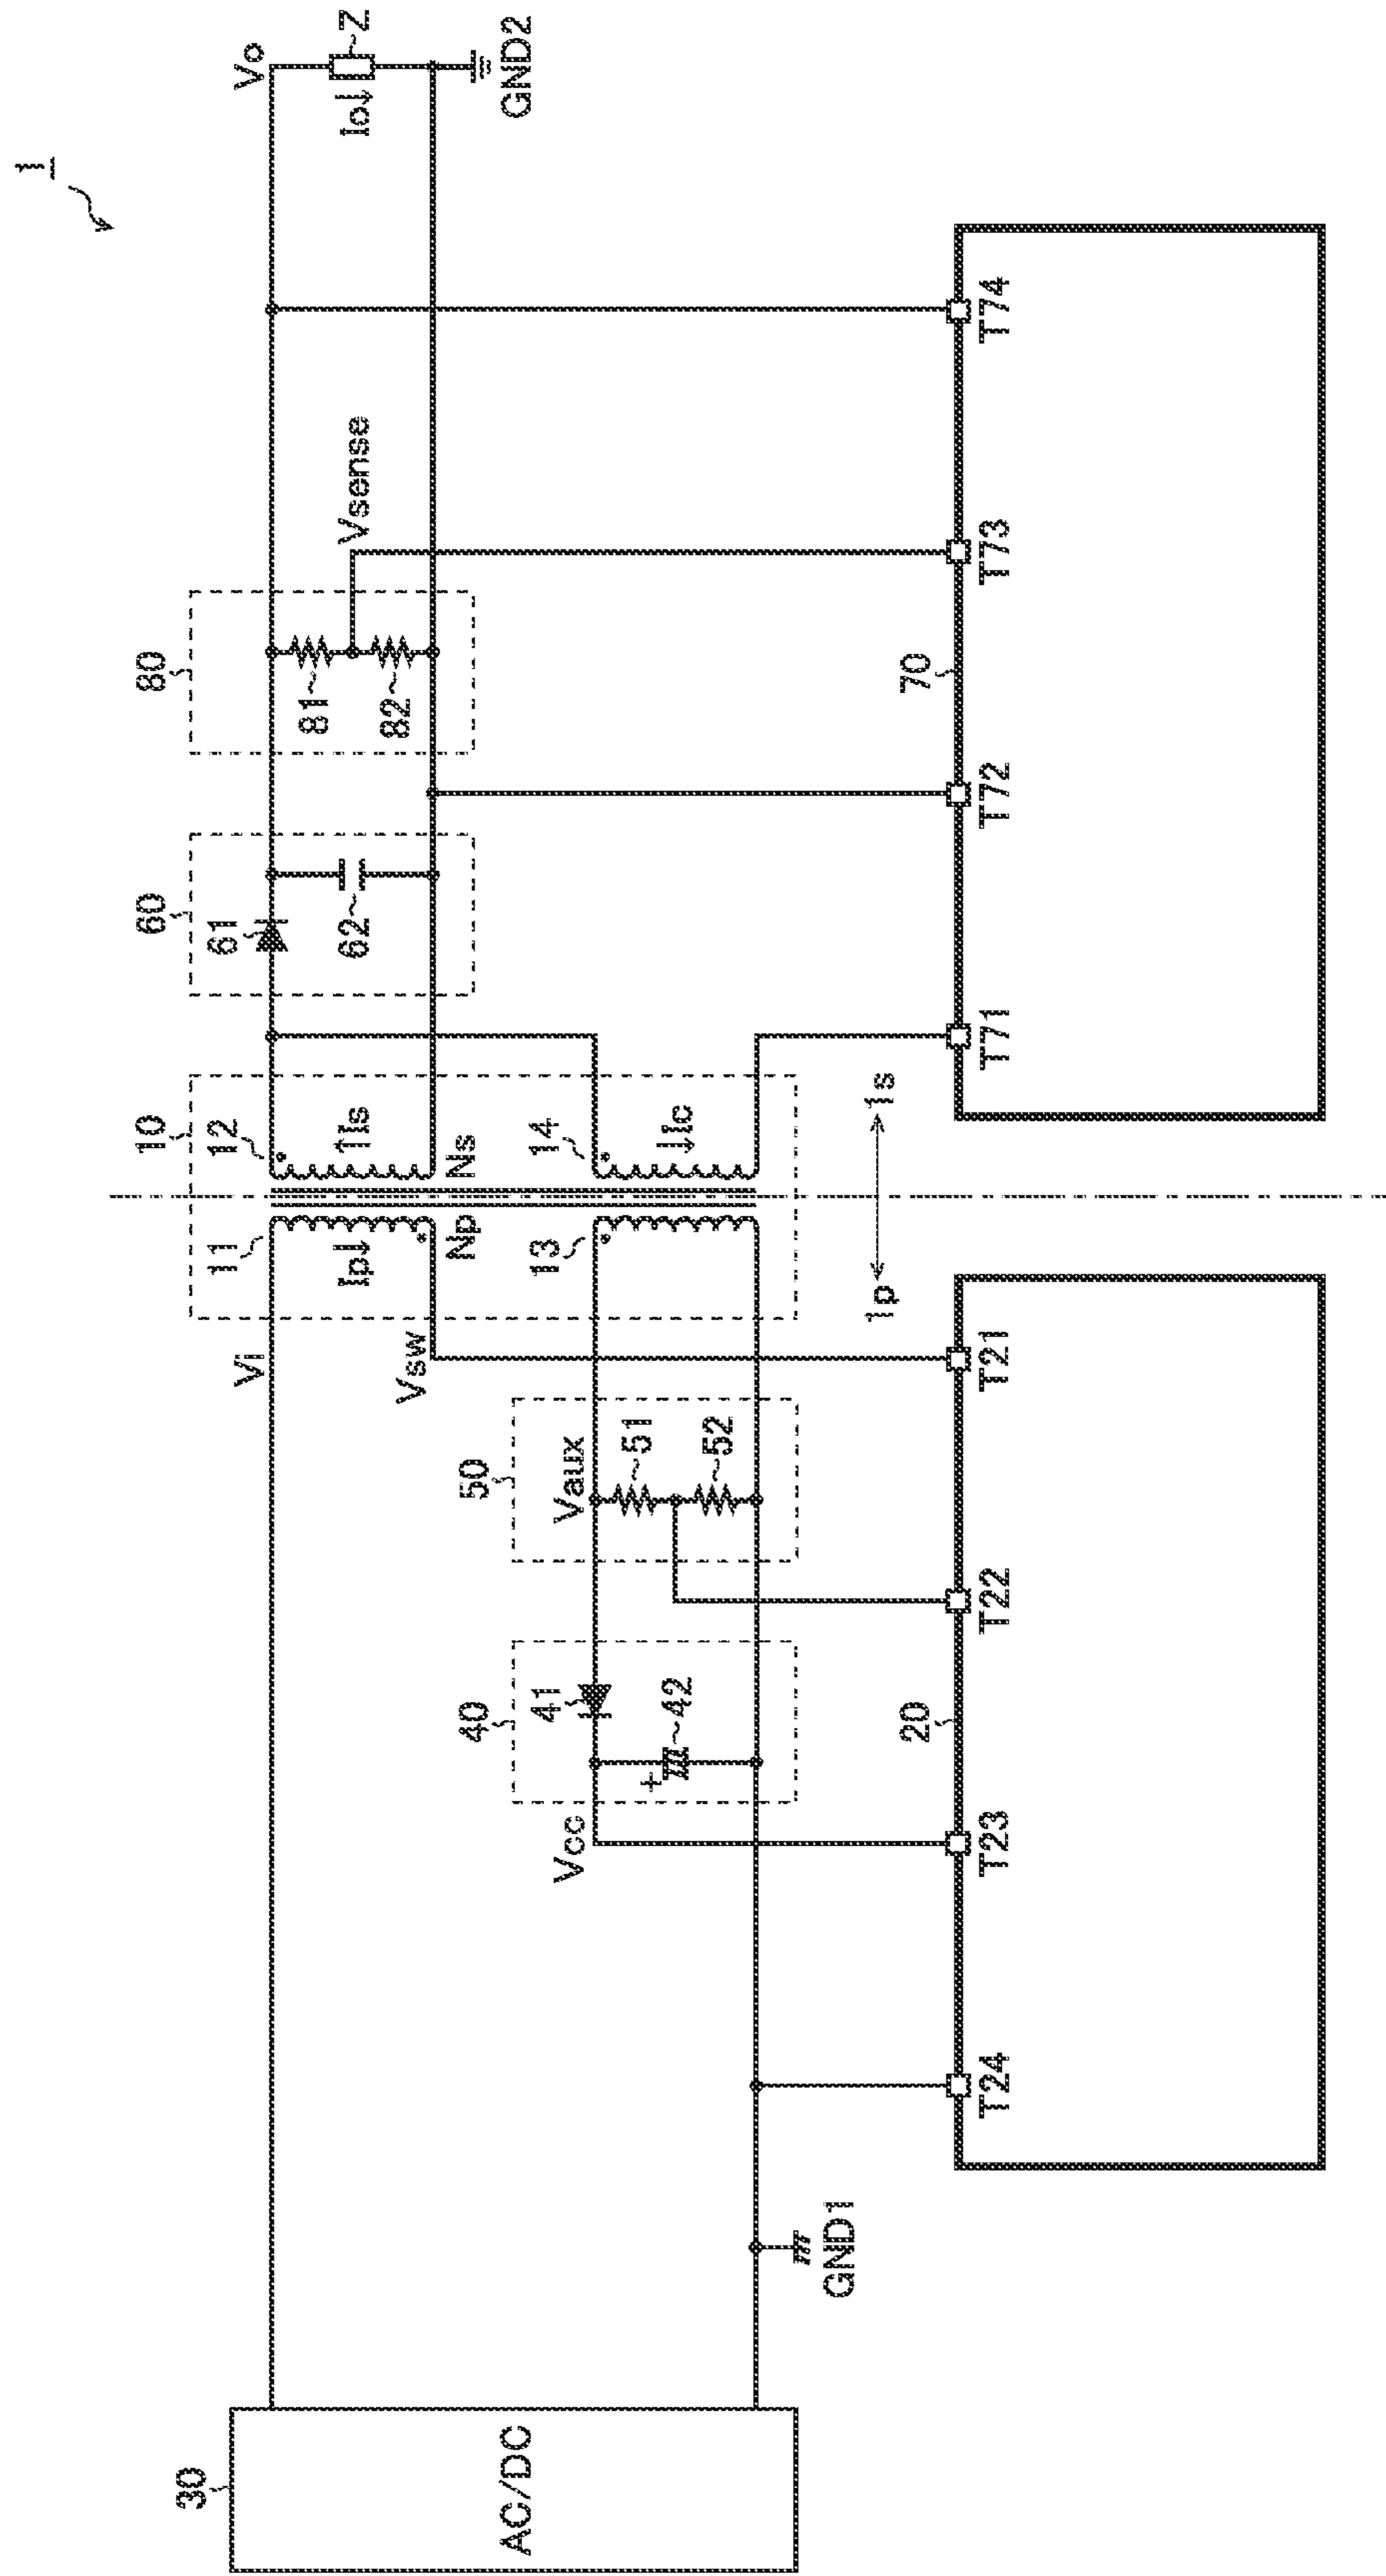 1
30
AC/DC
Vi
11
10
12
60
61
80
Vo
Ip
Is
62
81
82
Vsense
Io
Z
GND2
Vsw
Np
Ns
40
41
50
Vaux
13
14
Vcc
+
42
51
52
Ic
GND1
1p
1s
20
70
T24
T23
T22
T21
T71
T72
T73
T74